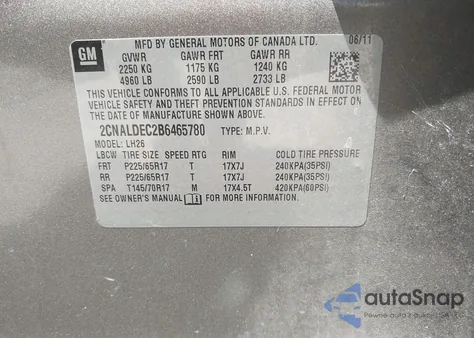 GM
MFD BY GENERAL MOTORS OF CANADA LTD. 06/11
GVWR GAWR FRT GAWR RR
2250 KG 1175 KG 1240 KG
4960 LB 2590 LB 2733 LB
THIS VEHICLE CONFORMS TO ALL APPLICABLE U.S. FEDERAL MOTOR
VEHICLE SAFETY AND THEFT PREVENTION STANDARDS IN EFFECT ON
THE DATE OF MANUFACTURE SHOWN ABOVE.
2CNALDEC2B6465780 TYPE: M.P.V.
MODEL: LH26
LBCW TIRE SIZE SPEED RTG RIM COLD TIRE PRESSURE
FRT P225/65R17 T 17X7J 240KPA(35PSI)
RR P225/65R17 T 17X7J 240KPA(35PSI)
SPA T145/70R17 M 17X4.5T 420KPA(60PSI)
SEE OWNER'S MANUAL FOR MORE INFORMATION.
autaSnap
Pewne auta z